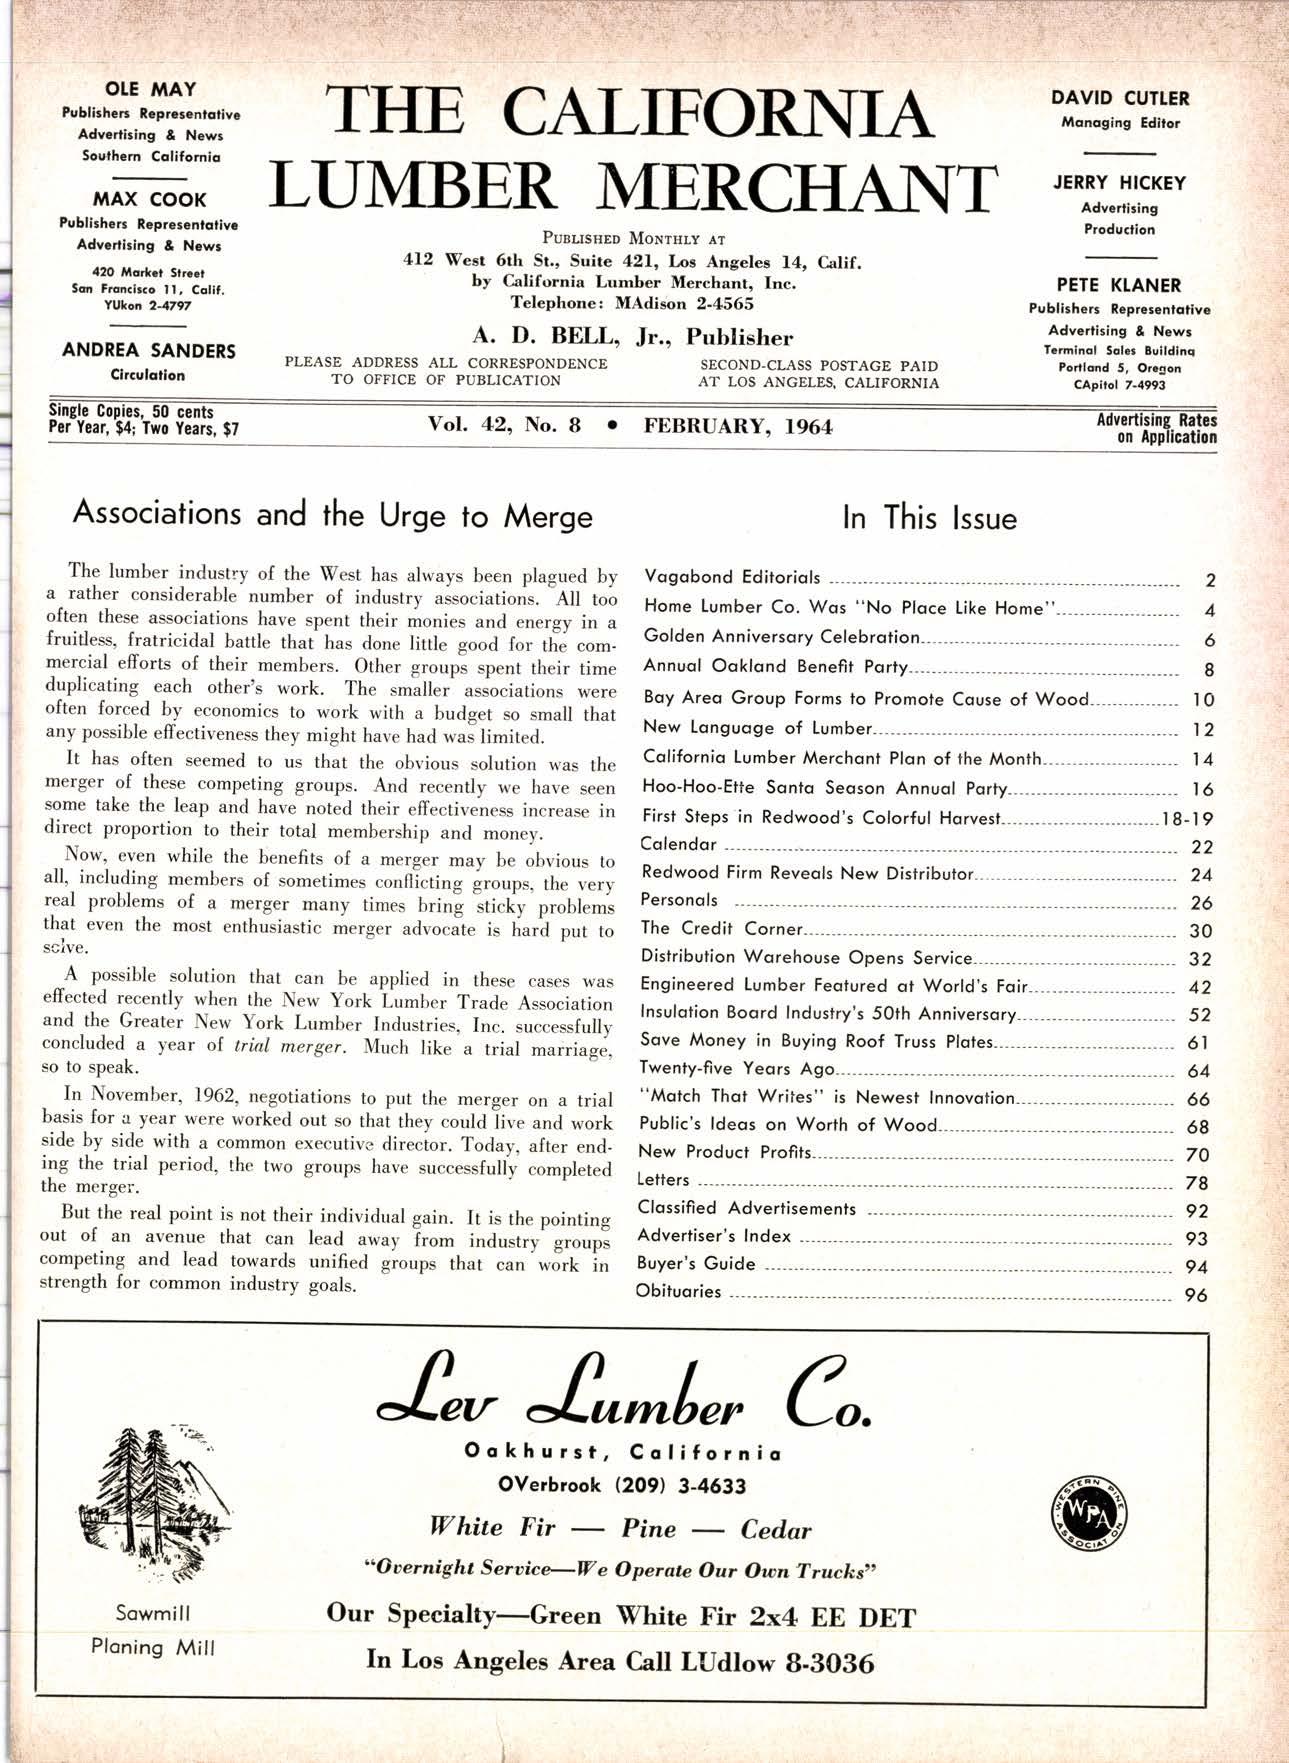 OLE MAY
Publishers Representative
Advertising & News
Southern California
MAX COOK
Publishers Representative
Advertising & News
420 Market Street
San Francisco 11, Calif.
YUkon 2-4797
ANDREA SANDERS
Circulation
THE CALIFORNIA
LUMBER MERCHANT
PUBLISHED MONTHLY AT
412 West 6th St., Suite 421, Los Angeles 14, Calif.
by California Lumber Merchant, Inc.
Telephone: MAdison 2-4565
A. D. BELL, Jr., Publisher
PLEASE ADDRESS ALL CORRESPONDENCE
TO OFFICE OF PUBLICATION
SECOND-CLASS POSTAGE PAID
AT LOS ANGELES, CALIFORNIA
DAVID CUTLER
Managing Editor
JERRY HICKEY
Advertising
Production
PETE KLANER
Publishers Representative
Advertising & News
Terminal Sales Building
Portland 5, Oregon
CApitol 7-4993
Single Copies, 50 cents
Per Year, $4; Two Years, $7
Vol. 42, No. 8 • FEBRUARY, 1964
Advertising Rates
on Application
Associations and the Urge to Merge
The lumber industry of the West has always been plagued by
a rather considerable number of industry associations. All too
often these associations have spent their monies and energy in a
fruitless, fratricidal battle that has done little good for the com-
mercial efforts of their members. Other groups spent their time
duplicating each other's work. The smaller associations were
often forced by economics to work with a budget so small that
any possible effectiveness they might have had was limited.
It has often seemed to us that the obvious solution was the
merger of these competing groups. And recently we have seen
some take the leap and have noted their effectiveness increase in
direct proportion to their total membership and money.
Now, even while the benefits of a merger may be obvious to
all, including members of sometimes conflicting groups, the very
real problems of a merger many times bring sticky problems
that even the most enthusiastic merger advocate is hard put to
solve.
A possible solution that can be applied in these cases was
effected recently when the New York Lumber Trade Association
and the Greater New York Lumber Industries, Inc. successfully
concluded a year of trial merger. Much like a trial marriage,
so to speak.
In November, 1962, negotiations to put the merger on a trial
basis for a year were worked out so that they could live and work
side by side with a common executive director. Today, after end-
ing the trial period, the two groups have successfully completed
the merger.
But the real point is not their individual gain. It is the pointing
out of an avenue that can lead away from industry groups
competing and lead towards unified groups that can work in
strength for common industry goals.
In This Issue
Vagabond Editorials 2
Home Lumber Co. Was "No Place Like Home" 4
Golden Anniversary Celebration 6
Annual Oakland Benefit Party 8
Bay Area Group Forms to Promote Cause of Wood 10
New Language of Lumber 12
California Lumber Merchant Plan of the Month 14
Hoo-Hoo-Ette Santa Season Annual Party 16
First Steps in Redwood's Colorful Harvest 18-19
Calendar 22
Redwood Firm Reveals New Distributor 24
Personals 26
The Credit Corner 30
Distribution Warehouse Opens Service 32
Engineered Lumber Featured at World's Fair 42
Insulation Board Industry's 50th Anniversary 52
Save Money in Buying Roof Truss Plates 61
Twenty-five Years Ago 64
"Match That Writes" is Newest Innovation 66
Public's Ideas on Worth of Wood 68
New Product Profits 70
Letters 78
Classified Advertisements 92
Advertiser's Index 93
Buyer's Guide 94
Obituaries 96
Lev Lumber Co.
Oakhurst, California
OVerbrook (209) 3-4633
White Fir — Pine — Cedar
"Overnight Service—We Operate Our Own Trucks"
Our Specialty—Green White Fir 2x4 EE DET
In Los Angeles Area Call LUdlow 8-3036
Sawmill
Planing Mill
WESTERN PINE
WPA
ASSOCIATION